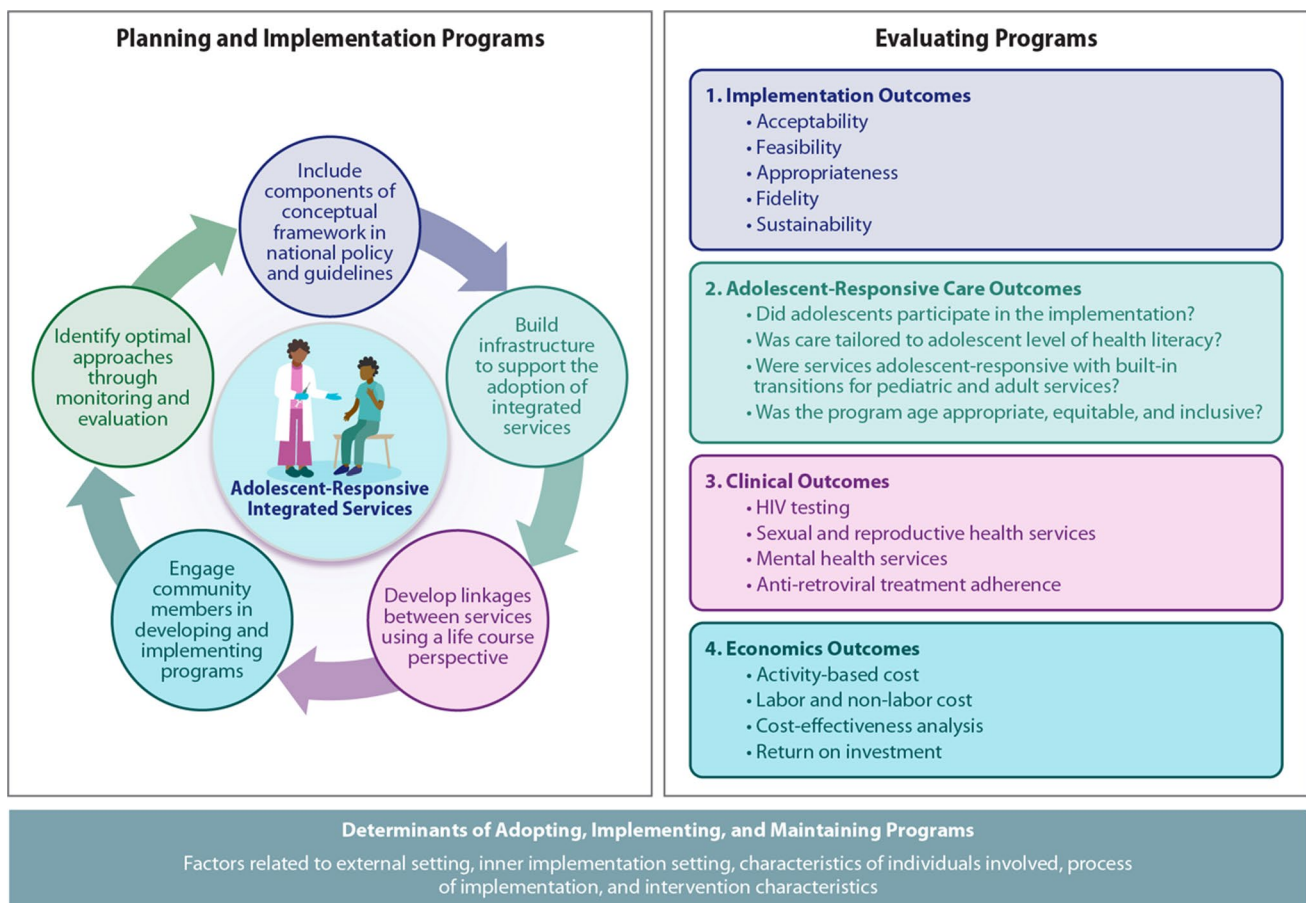 Planning and Implementation Programs
Include
components of
conceptual
framework in
national policy
and guidelines
Build
infrastructure
to support the
adoption of
integrated
services
Develop linkages
between services
using a life course
perspective
Engage
community
members in
developing and
implementing
programs
Identify optimal
approaches
through
monitoring and
evaluation
Adolescent-Responsive
Integrated Services
Evaluating Programs
1. Implementation Outcomes
• Acceptability
• Feasibility
• Appropriateness
• Fidelity
• Sustainability
2. Adolescent-Responsive Care Outcomes
• Did adolescents participate in the implementation?
• Was care tailored to adolescent level of health literacy?
• Were services adolescent-responsive with built-in
transitions for pediatric and adult services?
• Was the program age appropriate, equitable, and inclusive?
3. Clinical Outcomes
• HIV testing
• Sexual and reproductive health services
• Mental health services
• Anti-retroviral treatment adherence
4. Economics Outcomes
• Activity-based cost
• Labor and non-labor cost
• Cost-effectiveness analysis
• Return on investment
Determinants of Adopting, Implementing, and Maintaining Programs
Factors related to external setting, inner implementation setting, characteristics of individuals involved, process
of implementation, and intervention characteristics